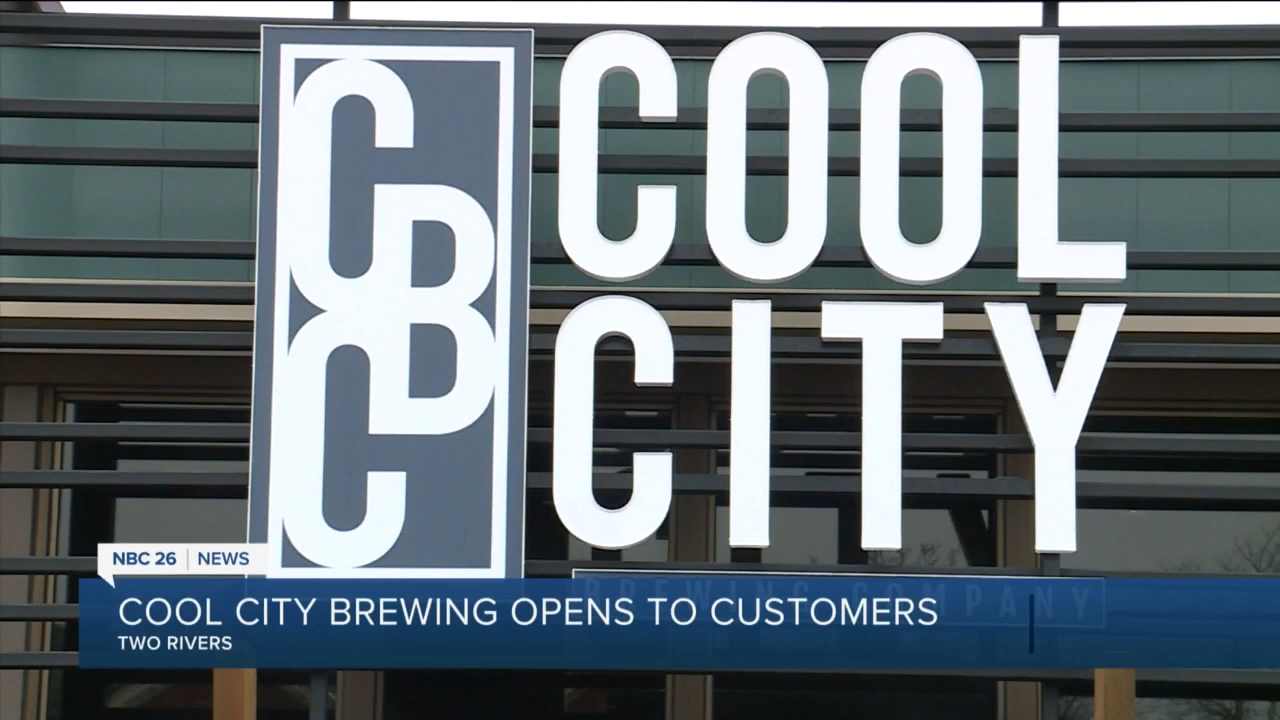 CBC
COOL
CITY
BREWING COMPANY
NBC 26 | NEWS
COOL CITY BREWING OPENS TO CUSTOMERS
TWO RIVERS